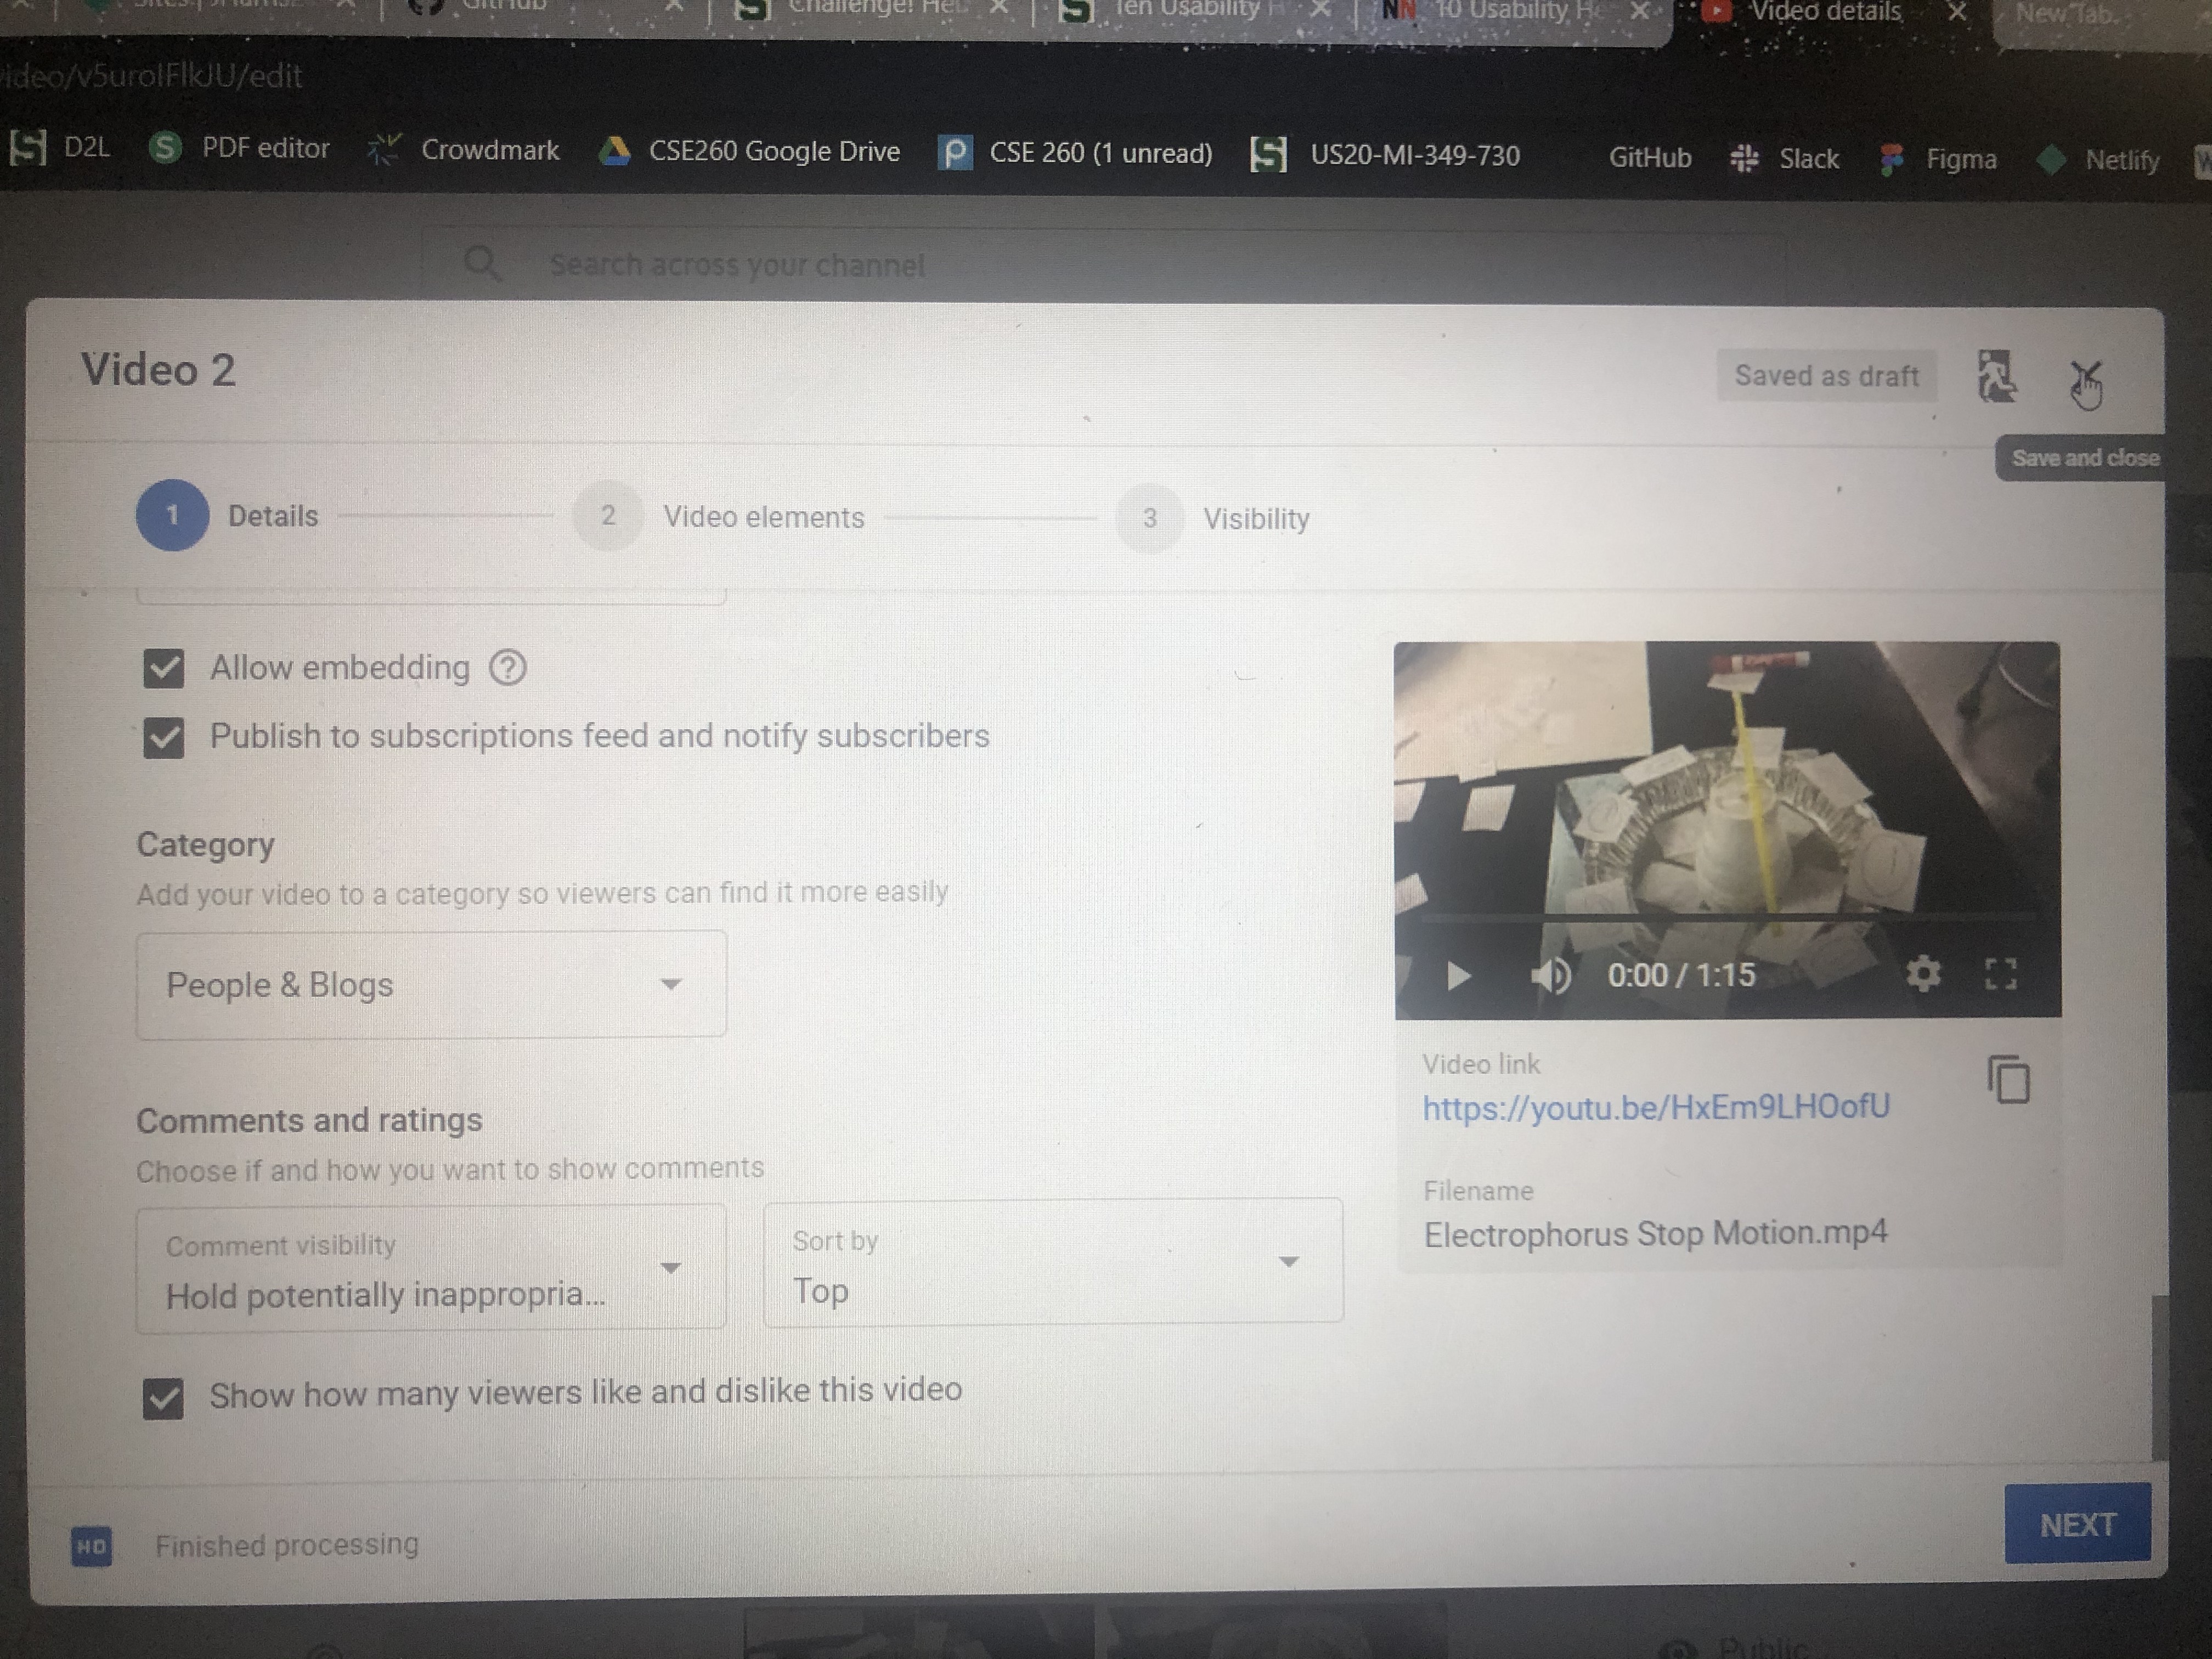 GitHub
Challenge! Heu
Ten Usability H
10 Usability He
Video details
New Tab
ideo/v5uroIFlkJU/edit
D2L
PDF editor
Crowdmark
CSE260 Google Drive
CSE 260 (1 unread)
US20-MI-349-730
GitHub
Slack
Figma
Netlify
Search across your channel
Video 2
Saved as draft
Save and close
1 Details
2 Video elements
3 Visibility
Allow embedding
Publish to subscriptions feed and notify subscribers
Category
Add your video to a category so viewers can find it more easily
People & Blogs
Comments and ratings
Choose if and how you want to show comments
Comment visibility
Hold potentially inappropria...
Sort by
Top
Show how many viewers like and dislike this video
0:00 / 1:15
Video link
https://youtu.be/HxEm9LHOofU
Filename
Electrophorus Stop Motion.mp4
HD Finished processing
NEXT
Public